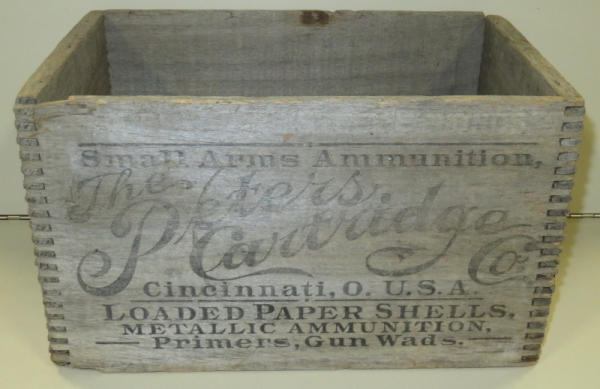 Small Arms Ammunition,
The Peters
Cartridge Co.
Cincinnati, O. U.S.A.
LOADED PAPER SHELLS,
METALLIC AMMUNITION,
Primers, Gun Wads.